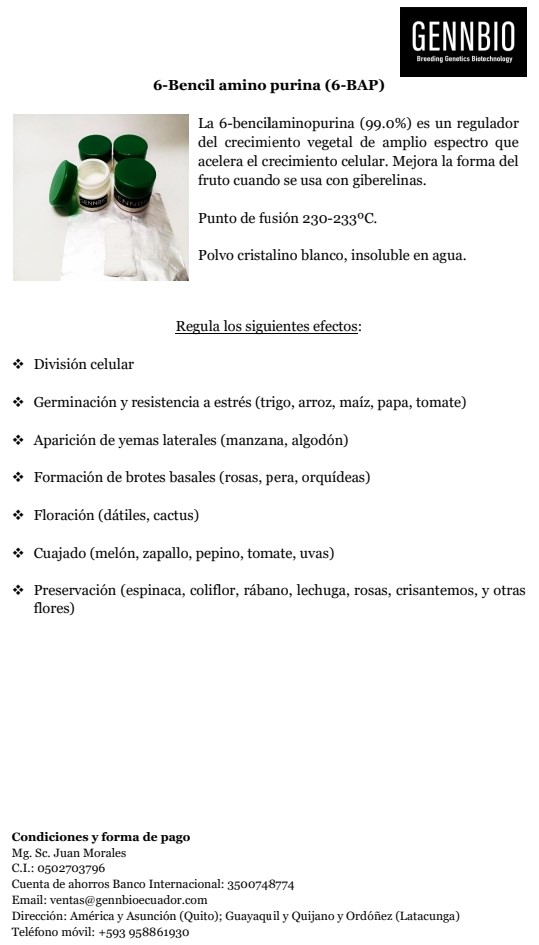 GENNBIO
Breeding Genetics Biotechnology
6-Bencil amino purina (6-BAP)
GENNBIO
La 6-bencilaminopurina (99.0%) es un regulador
del crecimiento vegetal de amplio espectro que
acelera el crecimiento celular. Mejora la forma del
fruto cuando se usa con giberelinas.
Punto de fusión 230-233ºC.
Polvo cristalino blanco, insoluble en agua.
Regula los siguientes efectos:
❖ División celular
❖ Germinación y resistencia a estrés (trigo, arroz, maíz, papa, tomate)
❖ Aparición de yemas laterales (manzana, algodón)
❖ Formación de brotes basales (rosas, pera, orquídeas)
❖ Floración (dátiles, cactus)
❖ Cuajado (melón, zapallo, pepino, tomate, uvas)
❖ Preservación (espinaca, coliflor, rábano, lechuga, rosas, crisantemos, y otras
flores)
Condiciones y forma de pago
Mg. Sc. Juan Morales
C.I.: 0502703796
Cuenta de ahorros Banco Internacional: 3500748774
Email: ventas@gennbioecuador.com
Dirección: América y Asunción (Quito); Guayaquil y Quijano y Ordóñez (Latacunga)
Teléfono móvil: +593 958861930